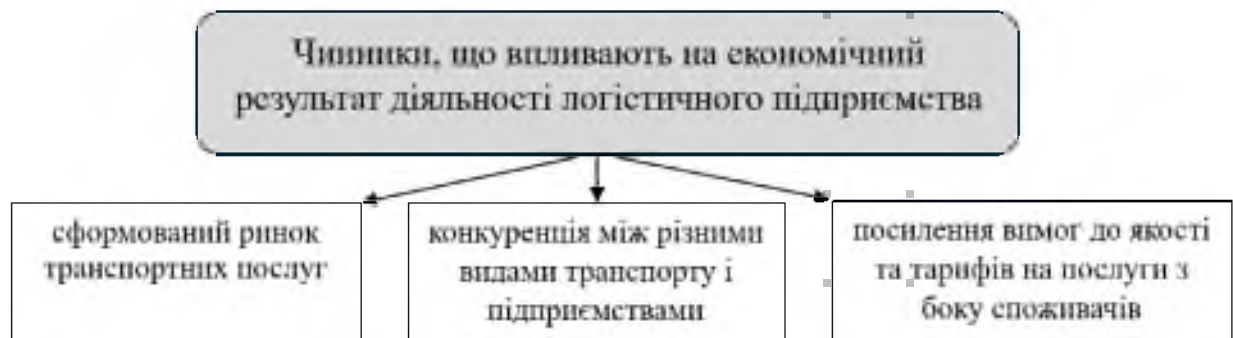 Чинники, що впливають на економічний
результат діяльності логістичного підприємства
сформований ринок
транспортних послуг
конкуренція між різними
видами транспорту і
підприємствами
посилення вимог до якості
та тарифів на послуги з
боку споживачів